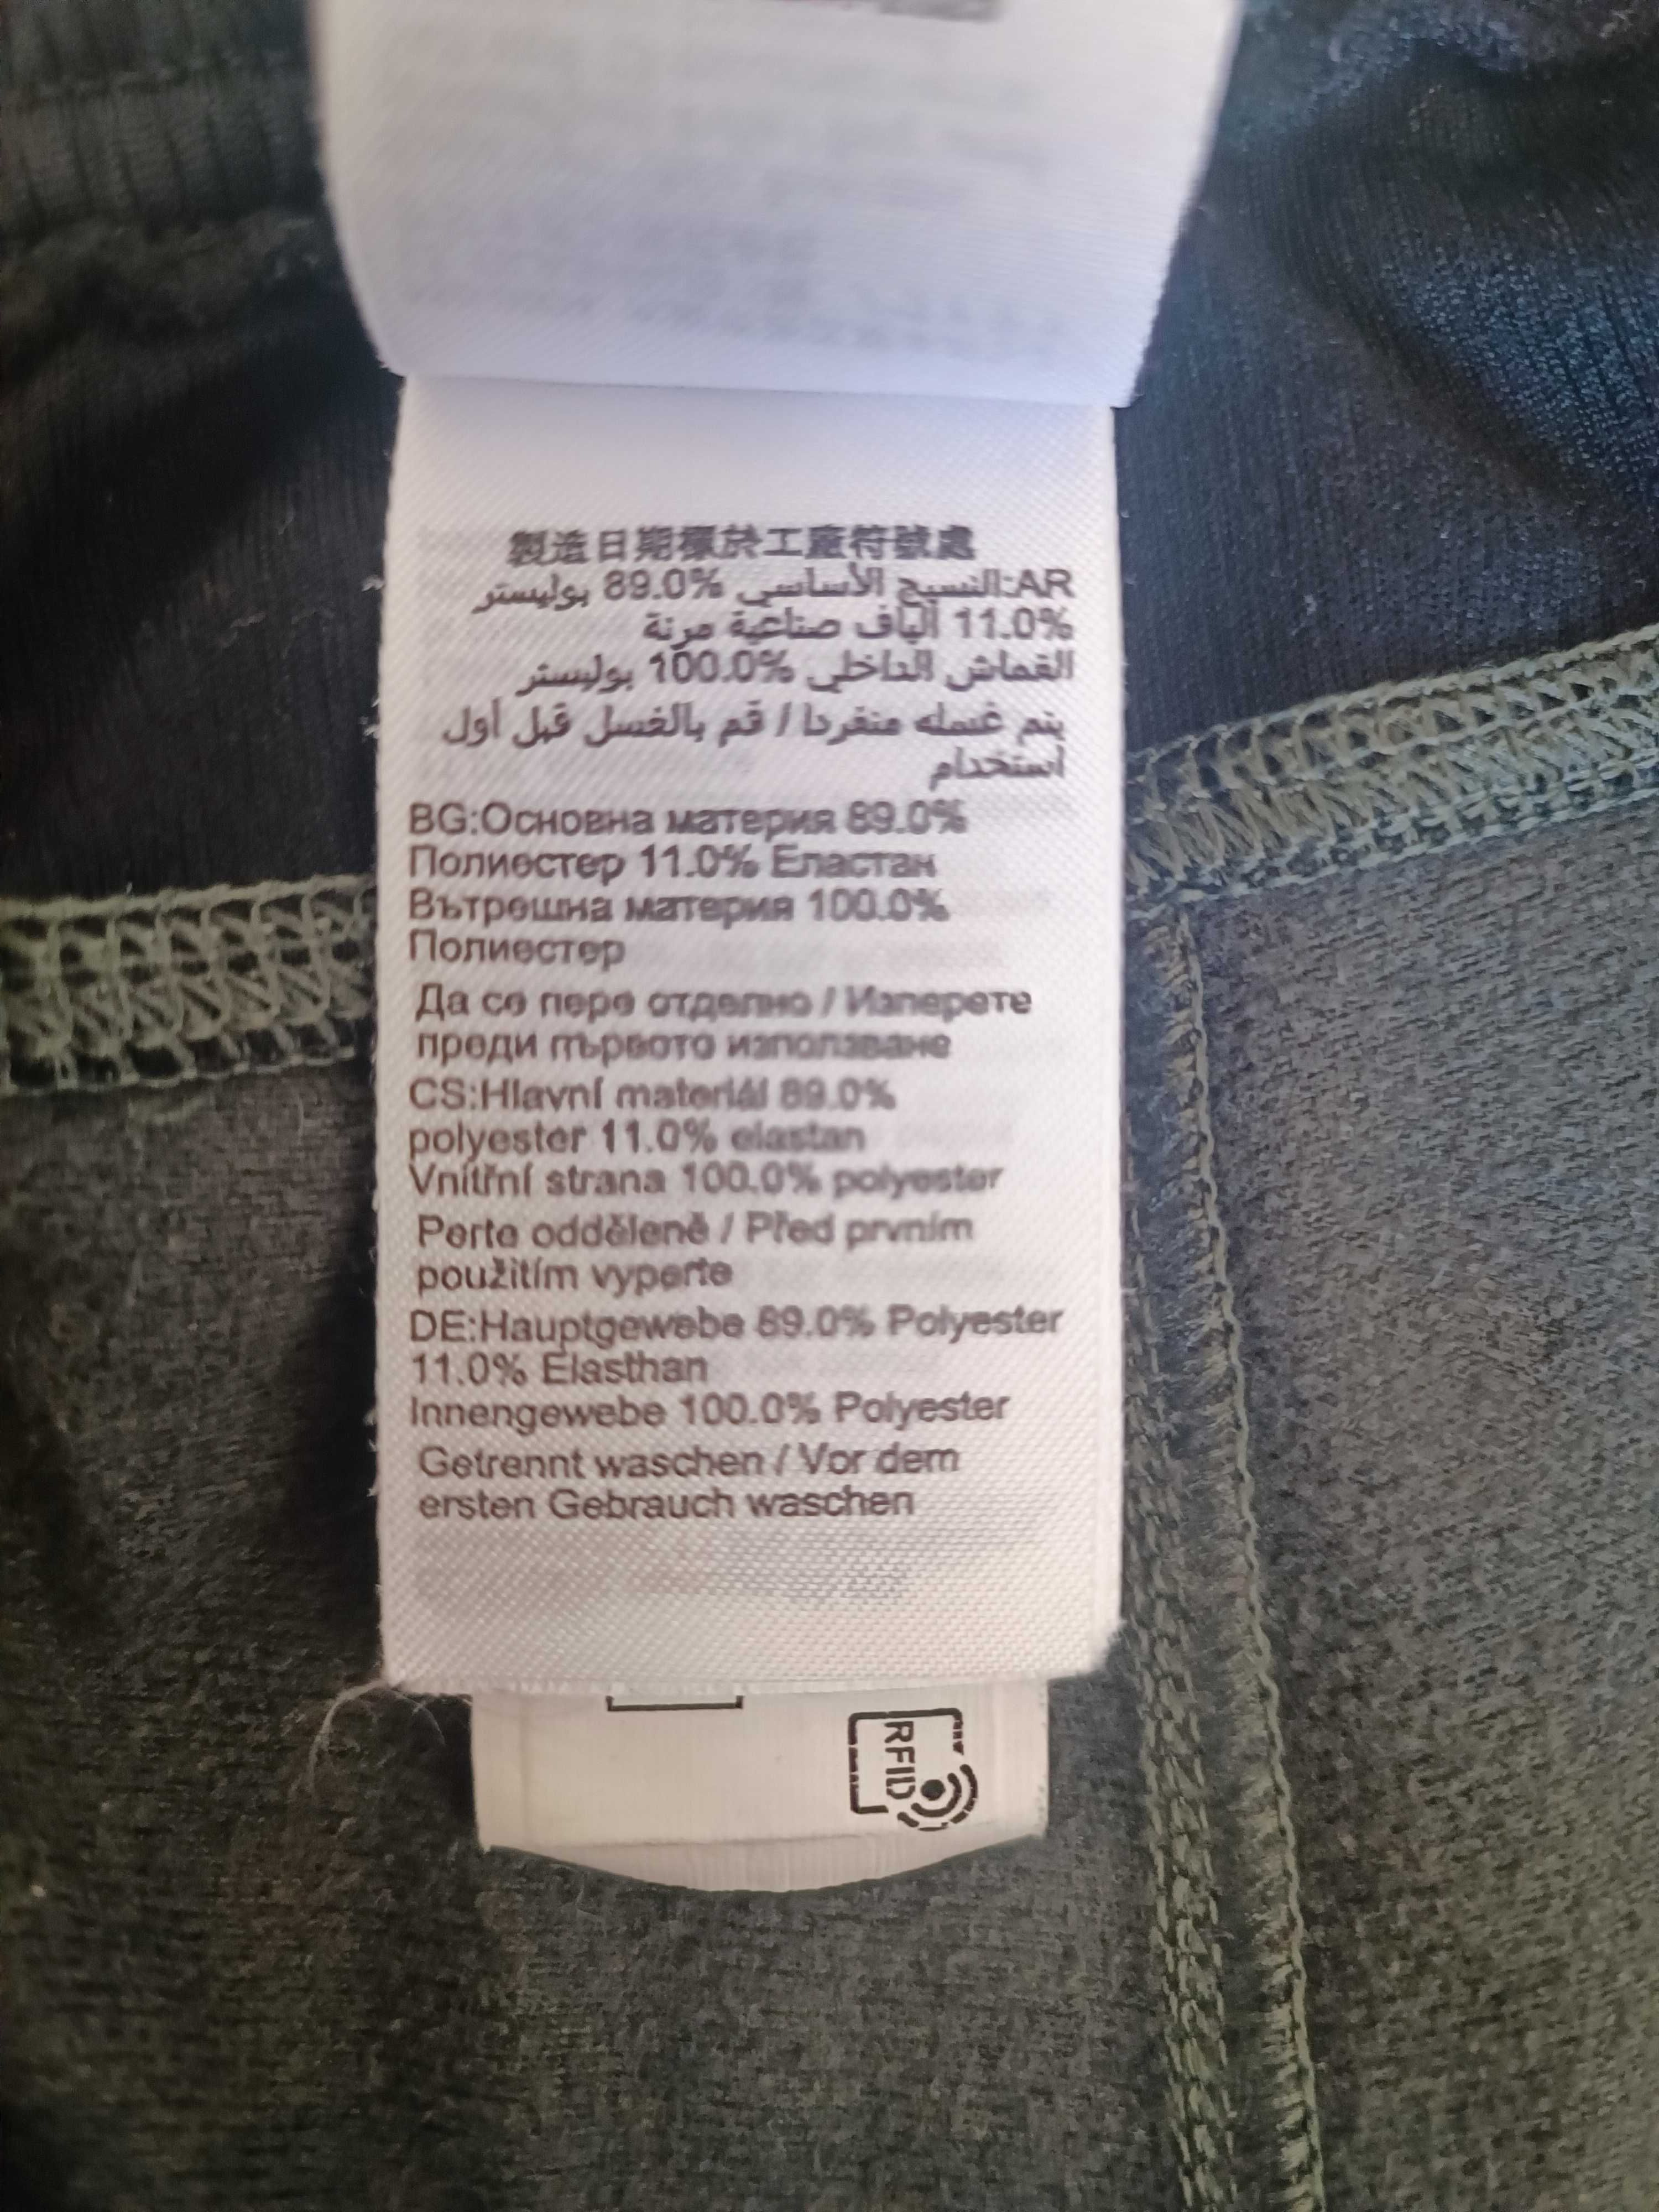 製造日期標於工廠符號處
AR:النسيج الأساسي 89.0% بوليستر
11.0% ألياف صناعية مرنة
القماش الداخلي 100.0% بوليستر
يتم غسله منفردا / قم بالغسل قبل أول
استخدام
BG:Основна материя 89.0%
Полиестер 11.0% Еластан
Вътрешна материя 100.0%
Полиестер
Да се пере отделно / Изперете
преди първото използване
CS:Hlavní materiál 89.0%
polyester 11.0% elastan
Vnitřní strana 100.0% polyester
Perte odděleně / Před prvním
použitím vyperte
DE:Hauptgewebe 89.0% Polyester
11.0% Elasthan
Innengewebe 100.0% Polyester
Getrennt waschen / Vor dem
ersten Gebrauch waschen
RFID